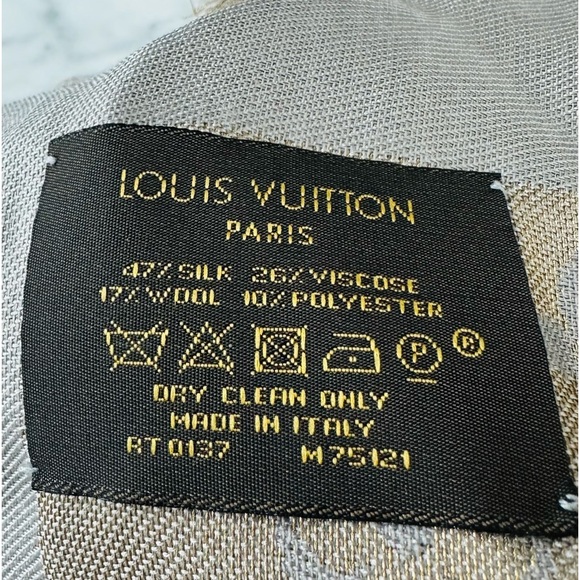 LOUIS VUITTON
PARIS
47% SILK 26% VISCOSE
17% WOOL 10% POLYESTER
P ®
DRY CLEAN ONLY
MADE IN ITALY
RT 0137 M 75121